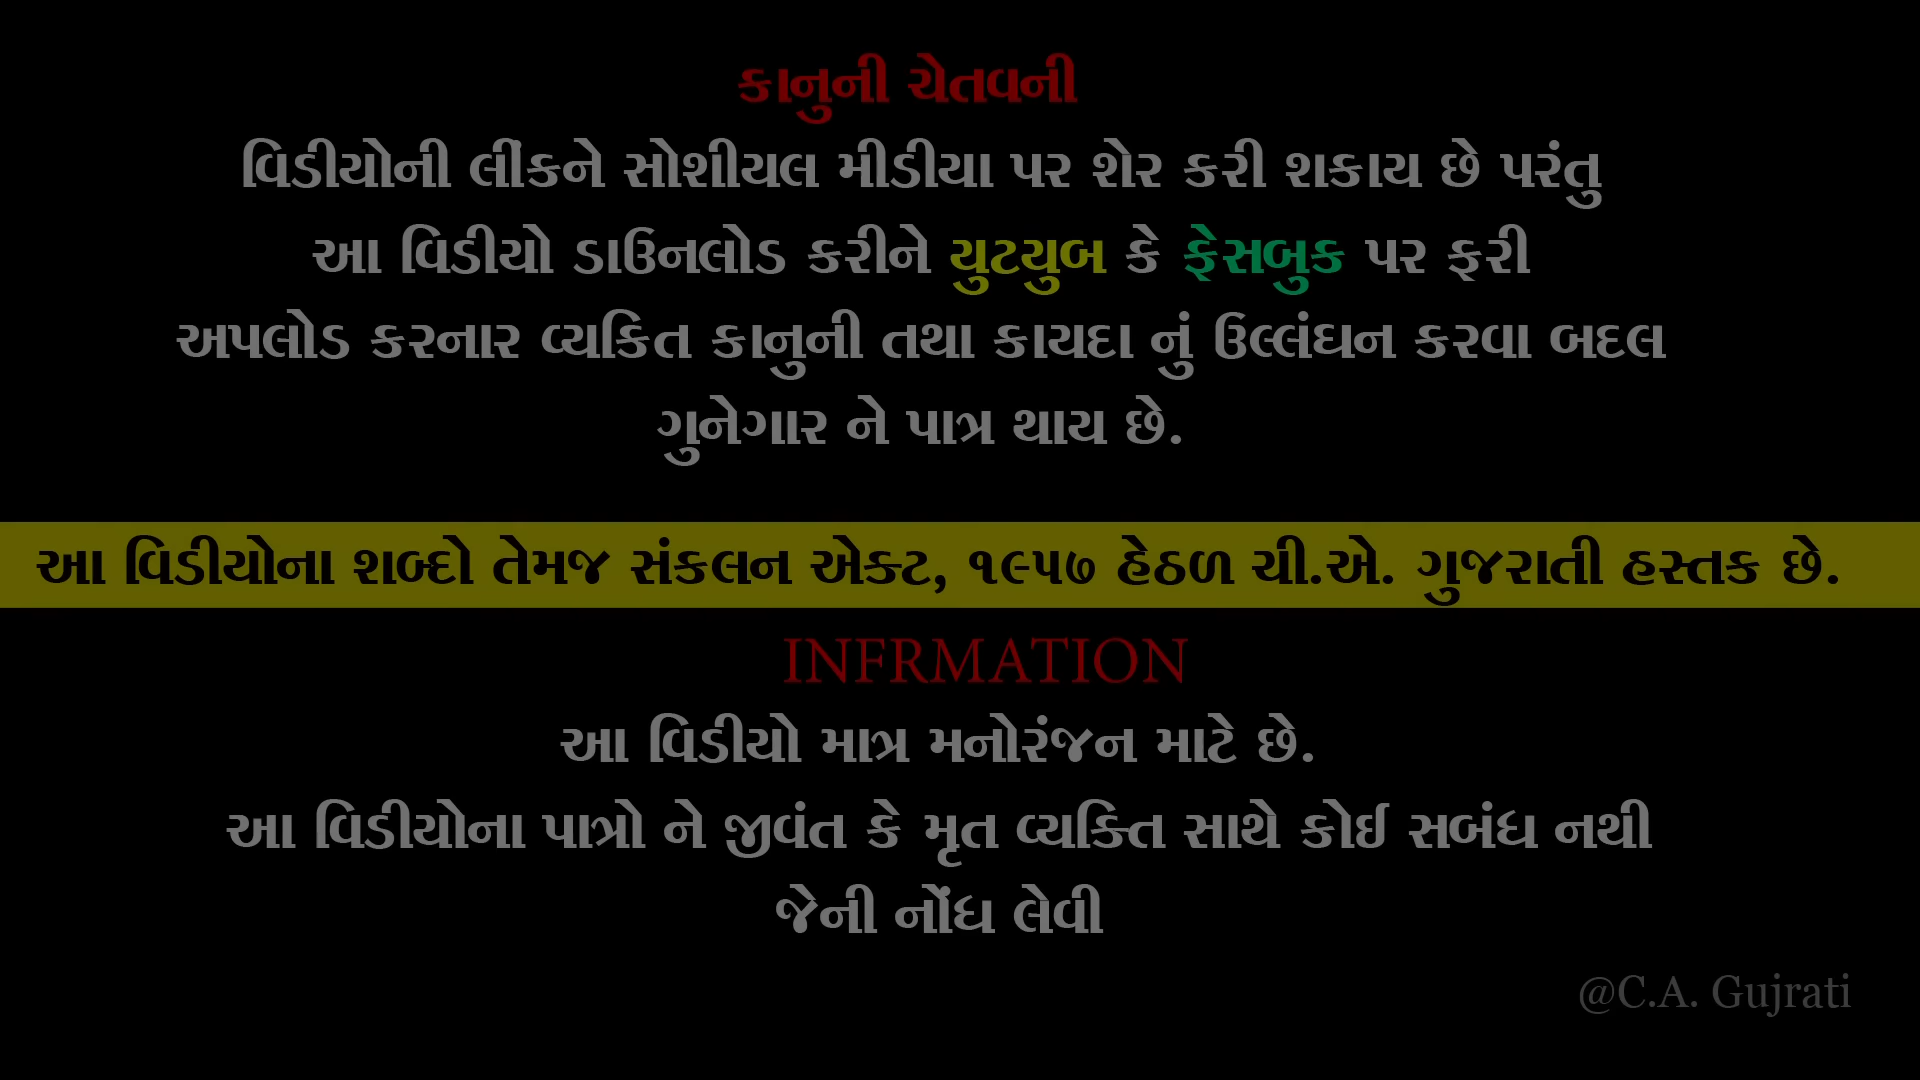 કાનુની ચેતવની
વિડીયોની લીંકને સોશીયલ મીડીયા પર શેર કરી શકાય છે પરંતુ
આ વિડીયો ડાઉનલોડ કરીને યુટયુબ કે ફેસબુક પર ફરી
અપલોડ કરનાર વ્યકિત કાનુની તથા કાયદા નું ઉલ્લંઘન કરવા બદલ
ગુનેગાર ને પાત્ર થાય છે.
આ વિડીયોના શબ્દો તેમજ સંકલન એક્ટ, ૧૯૫૭ હેઠળ ચી.એ. ગુજરાતી હસ્તક છે.
INFRMATION
આ વિડીયો માત્ર મનોરંજન માટે છે.
આ વિડીયોના પાત્રો ને જીવંત કે મૃત વ્યક્તિ સાથે કોઈ સબંધ નથી
જેની નોંધ લેવી
@C.A. Gujrati